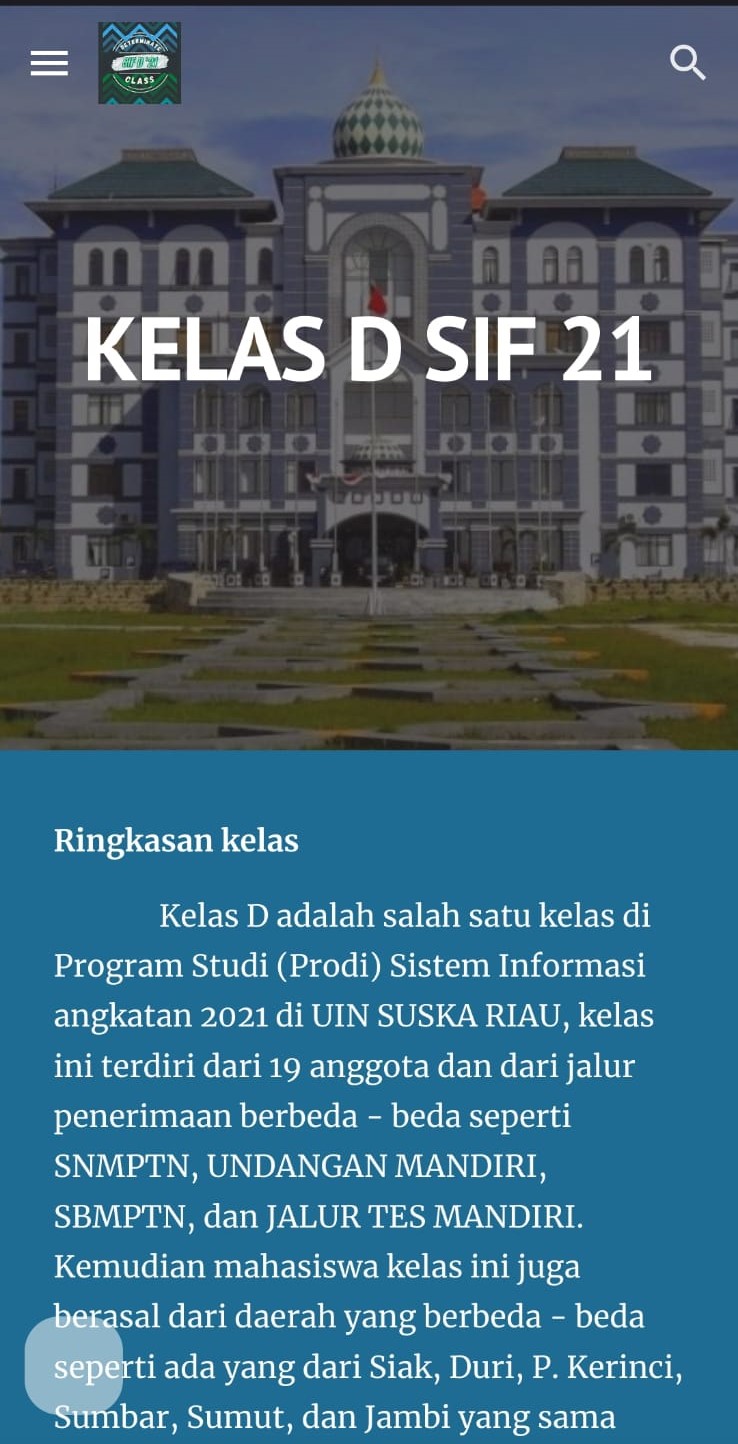 DETERMINATE
SIF D '21
CLASS
KELAS D SIF 21
Ringkasan kelas
Kelas D adalah salah satu kelas di
Program Studi (Prodi) Sistem Informasi
angkatan 2021 di UIN SUSKA RIAU, kelas
ini terdiri dari 19 anggota dan dari jalur
penerimaan berbeda - beda seperti
SNMPTN, UNDANGAN MANDIRI,
SBMPTN, dan JALUR TES MANDIRI.
Kemudian mahasiswa kelas ini juga
berasal dari daerah yang berbeda - beda
seperti ada yang dari Siak, Duri, P. Kerinci,
Sumbar, Sumut, dan Jambi yang sama